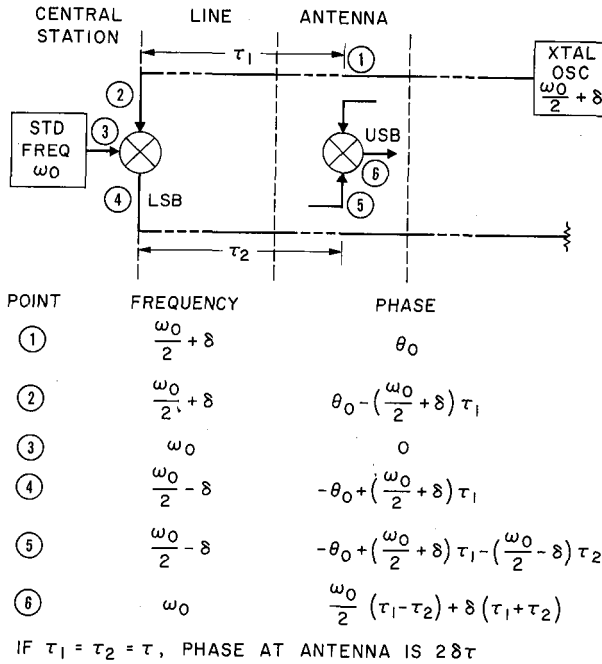 CENTRAL STATION
LINE
ANTENNA
τ₁
①
XTAL OSC ω₀/2 + δ
②
STD FREQ ω₀
③
USB
⑥
④
LSB
⑤
τ₂
POINT FREQUENCY PHASE
① ω₀/2 + δ θ₀
② ω₀/2 + δ θ₀ - (ω₀/2 + δ) τ₁
③ ω₀ 0
④ ω₀/2 - δ -θ₀ + (ω₀/2 + δ) τ₁
⑤ ω₀/2 - δ -θ₀ + (ω₀/2 + δ) τ₁ - (ω₀/2 - δ) τ₂
⑥ ω₀ ω₀/2 (τ₁ - τ₂) + δ (τ₁ + τ₂)
IF τ₁ = τ₂ = τ, PHASE AT ANTENNA IS 2δτ